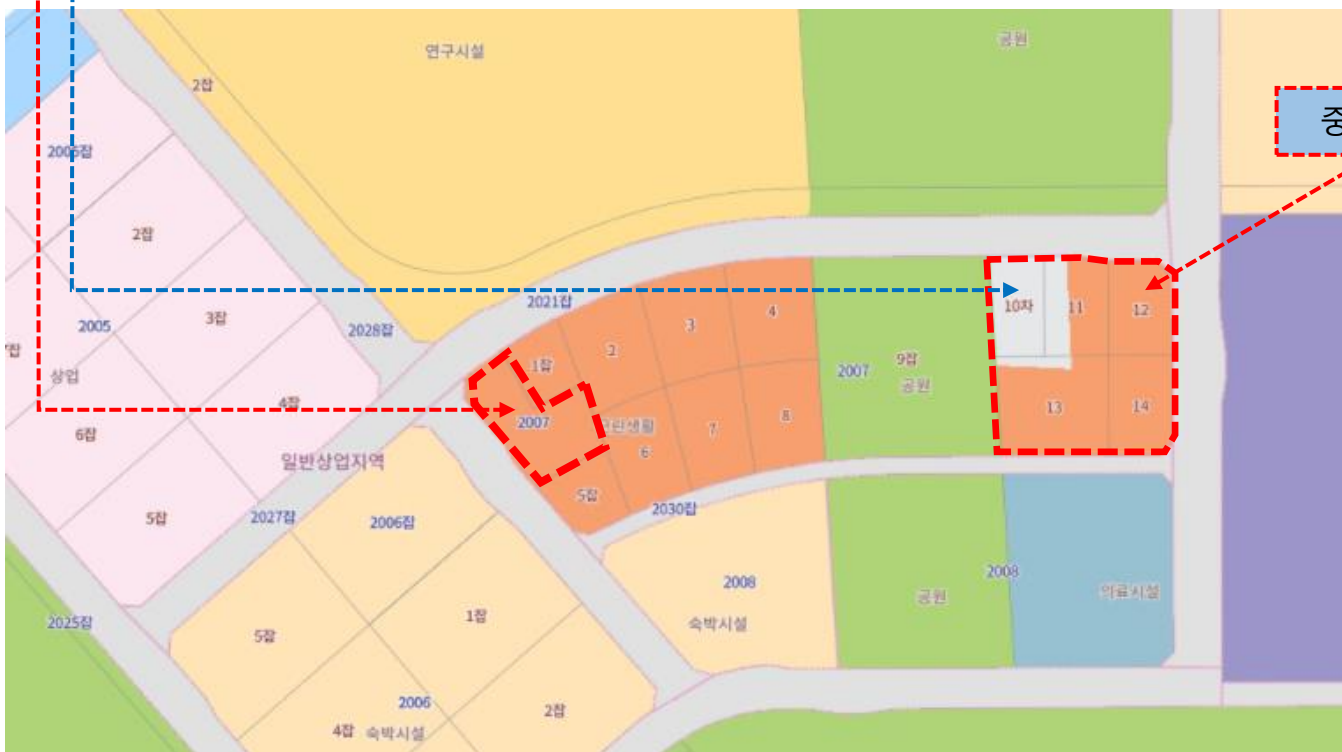 연구시설
공원
2잡
중
2005잡
2잡
3잡
2005
2028잡
2021잡
상업
4잡
6잡
5잡
일반상업지역
2027잡
2006잡
1잡
2
3
4
2007
근린생활
5잡
6
7
8
2030잡
2007
9잡
공원
10차
11
12
13
14
2025잡
5잡
1잡
2006
4잡
숙박시설
2잡
2008
숙박시설
공원
2008
의료시설